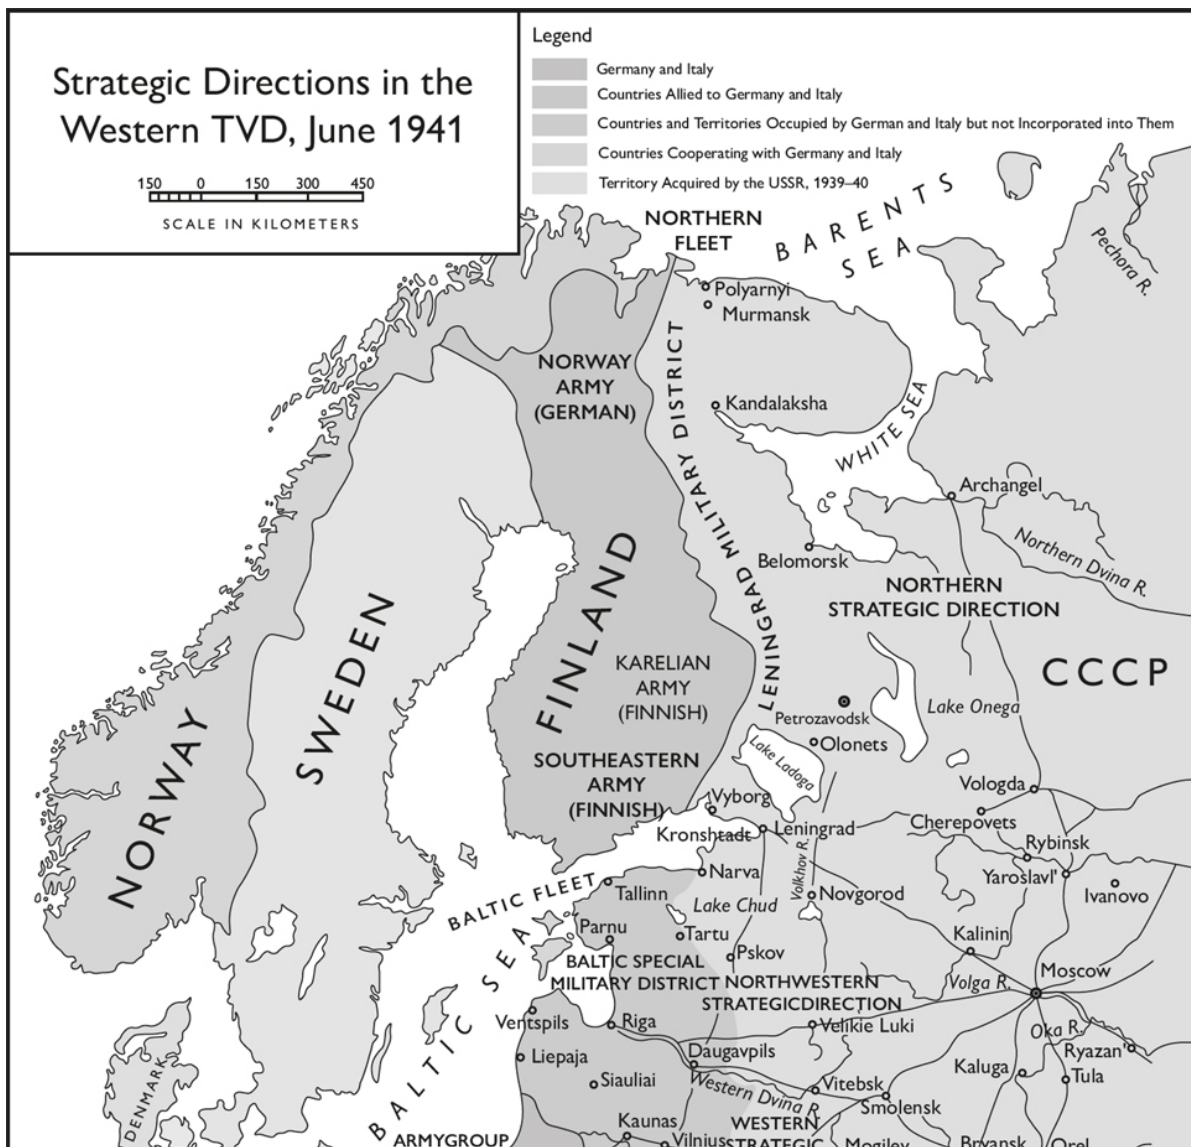 Strategic Directions in the
Western TVD, June 1941
150 0 150 300 450
SCALE IN KILOMETERS
Legend
Germany and Italy
Countries Allied to Germany and Italy
Countries and Territories Occupied by German and Italy but not Incorporated into Them
Countries Cooperating with Germany and Italy
Territory Acquired by the USSR, 1939–40
NORTHERN
FLEET
BARENTS
SEA
Pechora R.
Polyarnyi
Murmansk
NORWAY
ARMY
(GERMAN)
LENINGRAD MILITARY DISTRICT
Kandalaksha
WHITE SEA
Archangel
Northern Dvina R.
Belomorsk
NORTHERN
STRATEGIC DIRECTION
CCCP
FINLAND
SWEDEN
NORWAY
KARELIAN
ARMY
(FINNISH)
Lake Onega
Petrozavodsk
Olonets
Lake Ladoga
SOUTHEASTERN
ARMY
(FINNISH)
Vyborg
Kronshtadt
Leningrad
Vologda
Cherepovets
Rybinsk
Yaroslavl'
Ivanovo
Volkhov R.
Narva
BALTIC FLEET
Tallinn
Lake Chud
Novgorod
Parnu
Tartu
Pskov
Kalinin
BALTIC SPECIAL
MILITARY DISTRICT
NORTHWESTERN
STRATEGICDIRECTION
Volga R.
Moscow
BALTIC SEA
Ventspils
Riga
Velikie Luki
Oka R.
Ryazan'
Liepaja
Daugavpils
Kaluga
Tula
Siauliai
Western Dvina R.
Vitebsk
Smolensk
DENMARK
Kaunas
Vilnius
WESTERN
STRATEGIC
Mogilev
Bryansk
Orel
ARMYGROUP